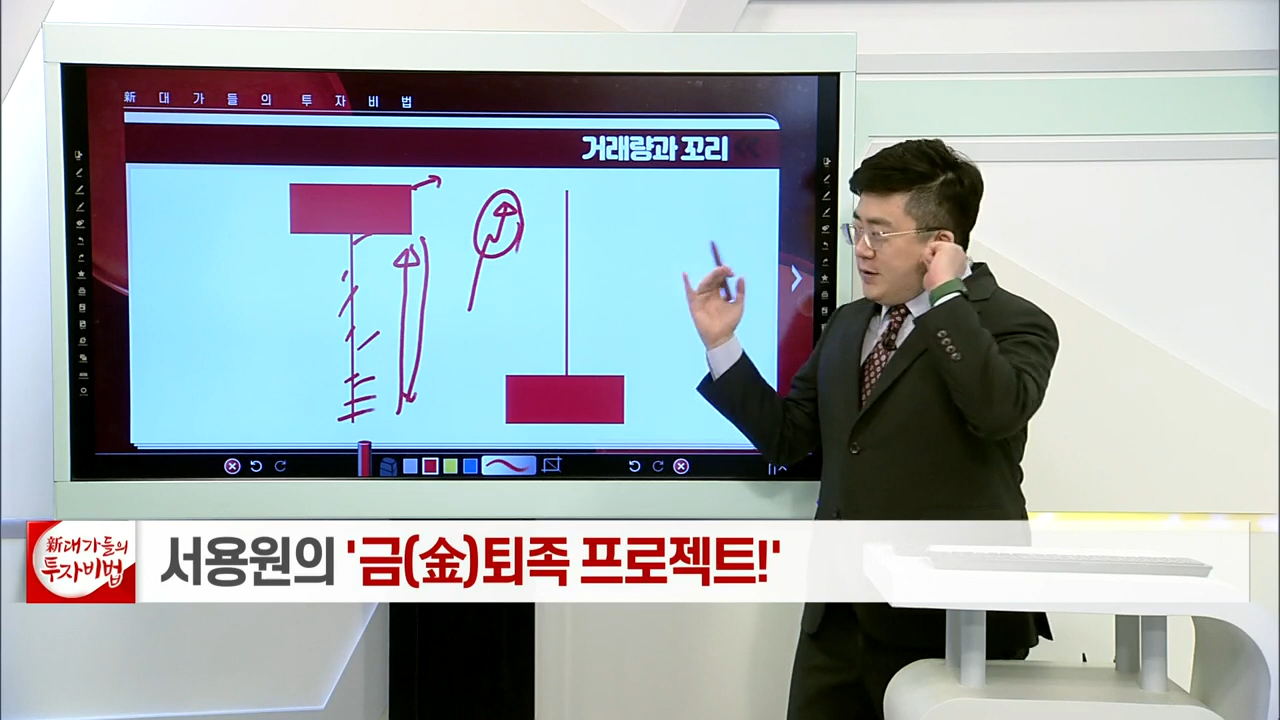 新 대 가 들 의 투 자 비 법
거래량과 꼬리
新대가들의
투자비법
서용원의 '금(金)퇴족 프로젝트!'